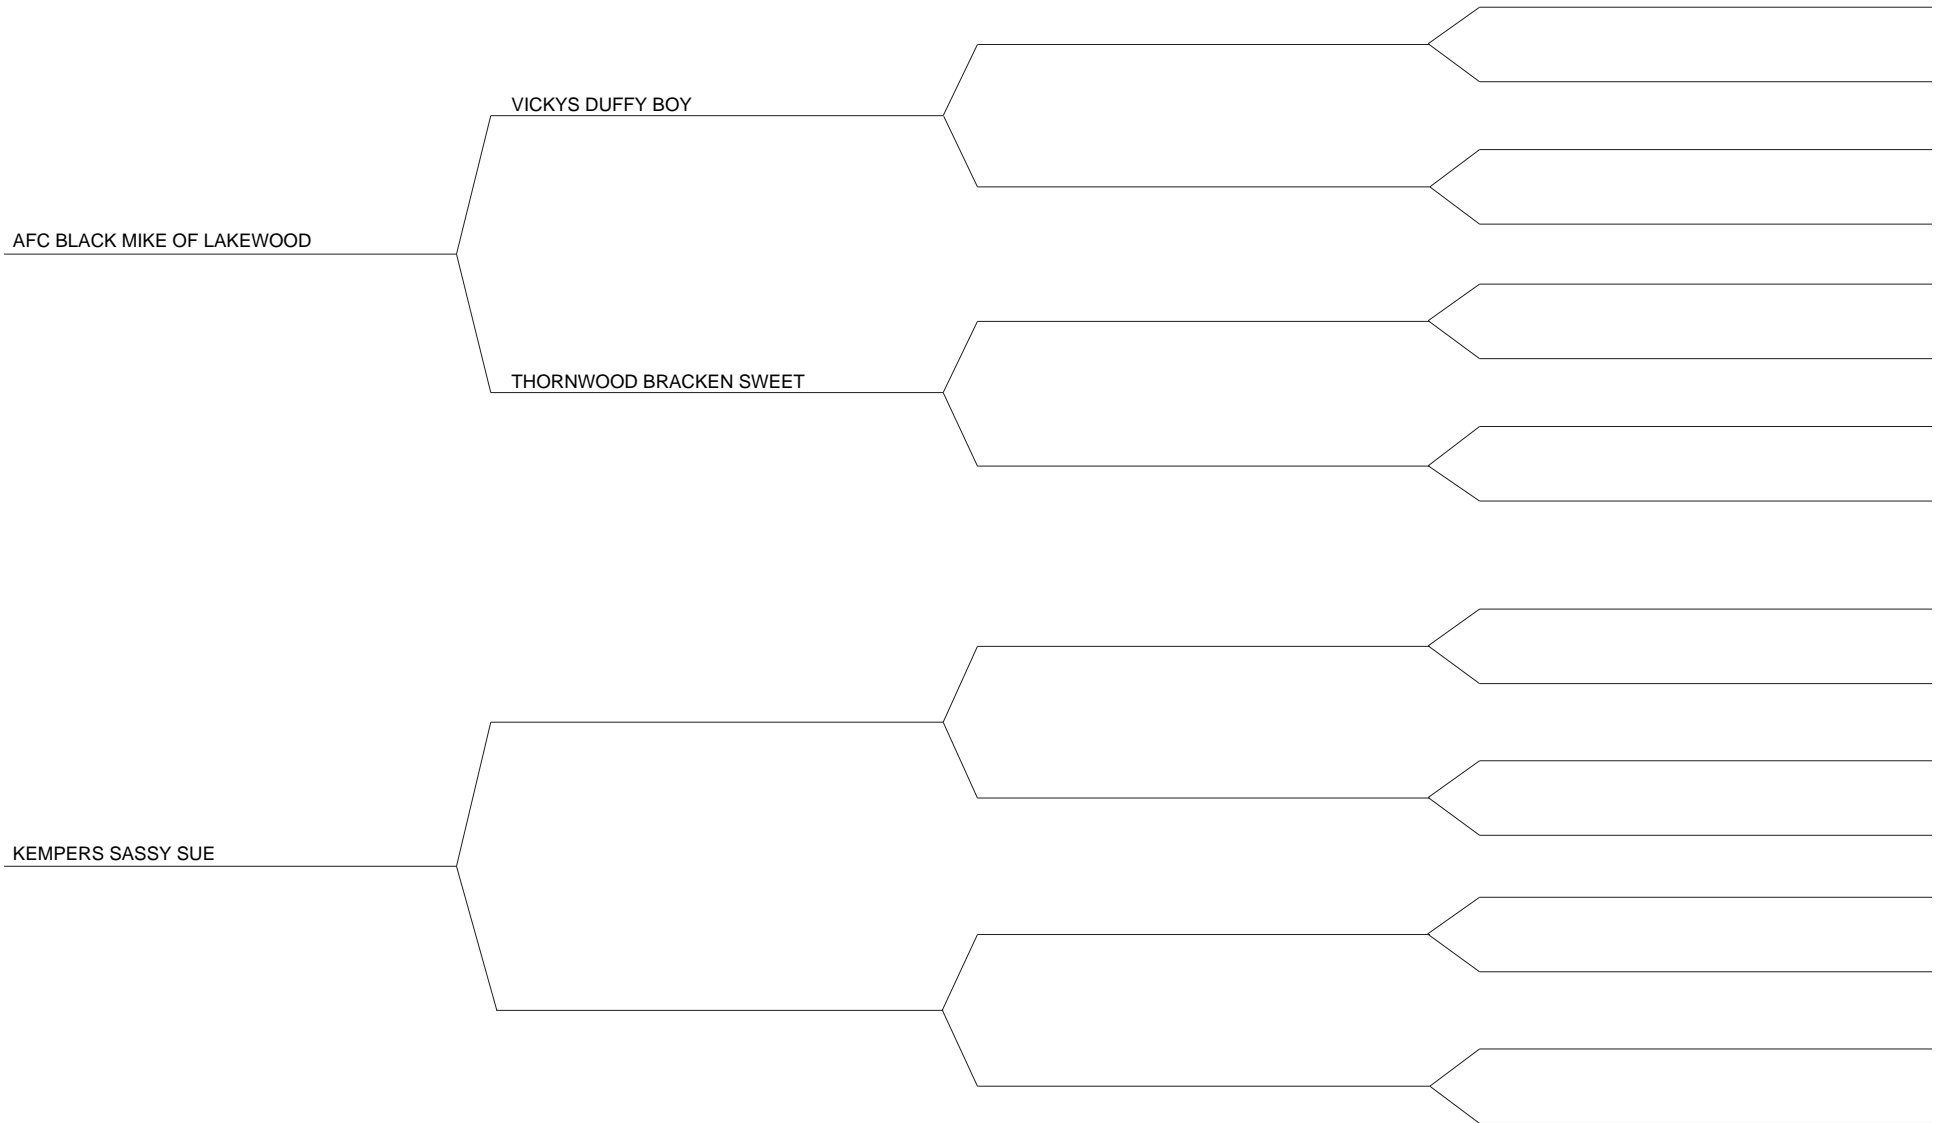 VICKYS DUFFY BOY
AFC BLACK MIKE OF LAKEWOOD
THORNWOOD BRACKEN SWEET
KEMPERS SASSY SUE